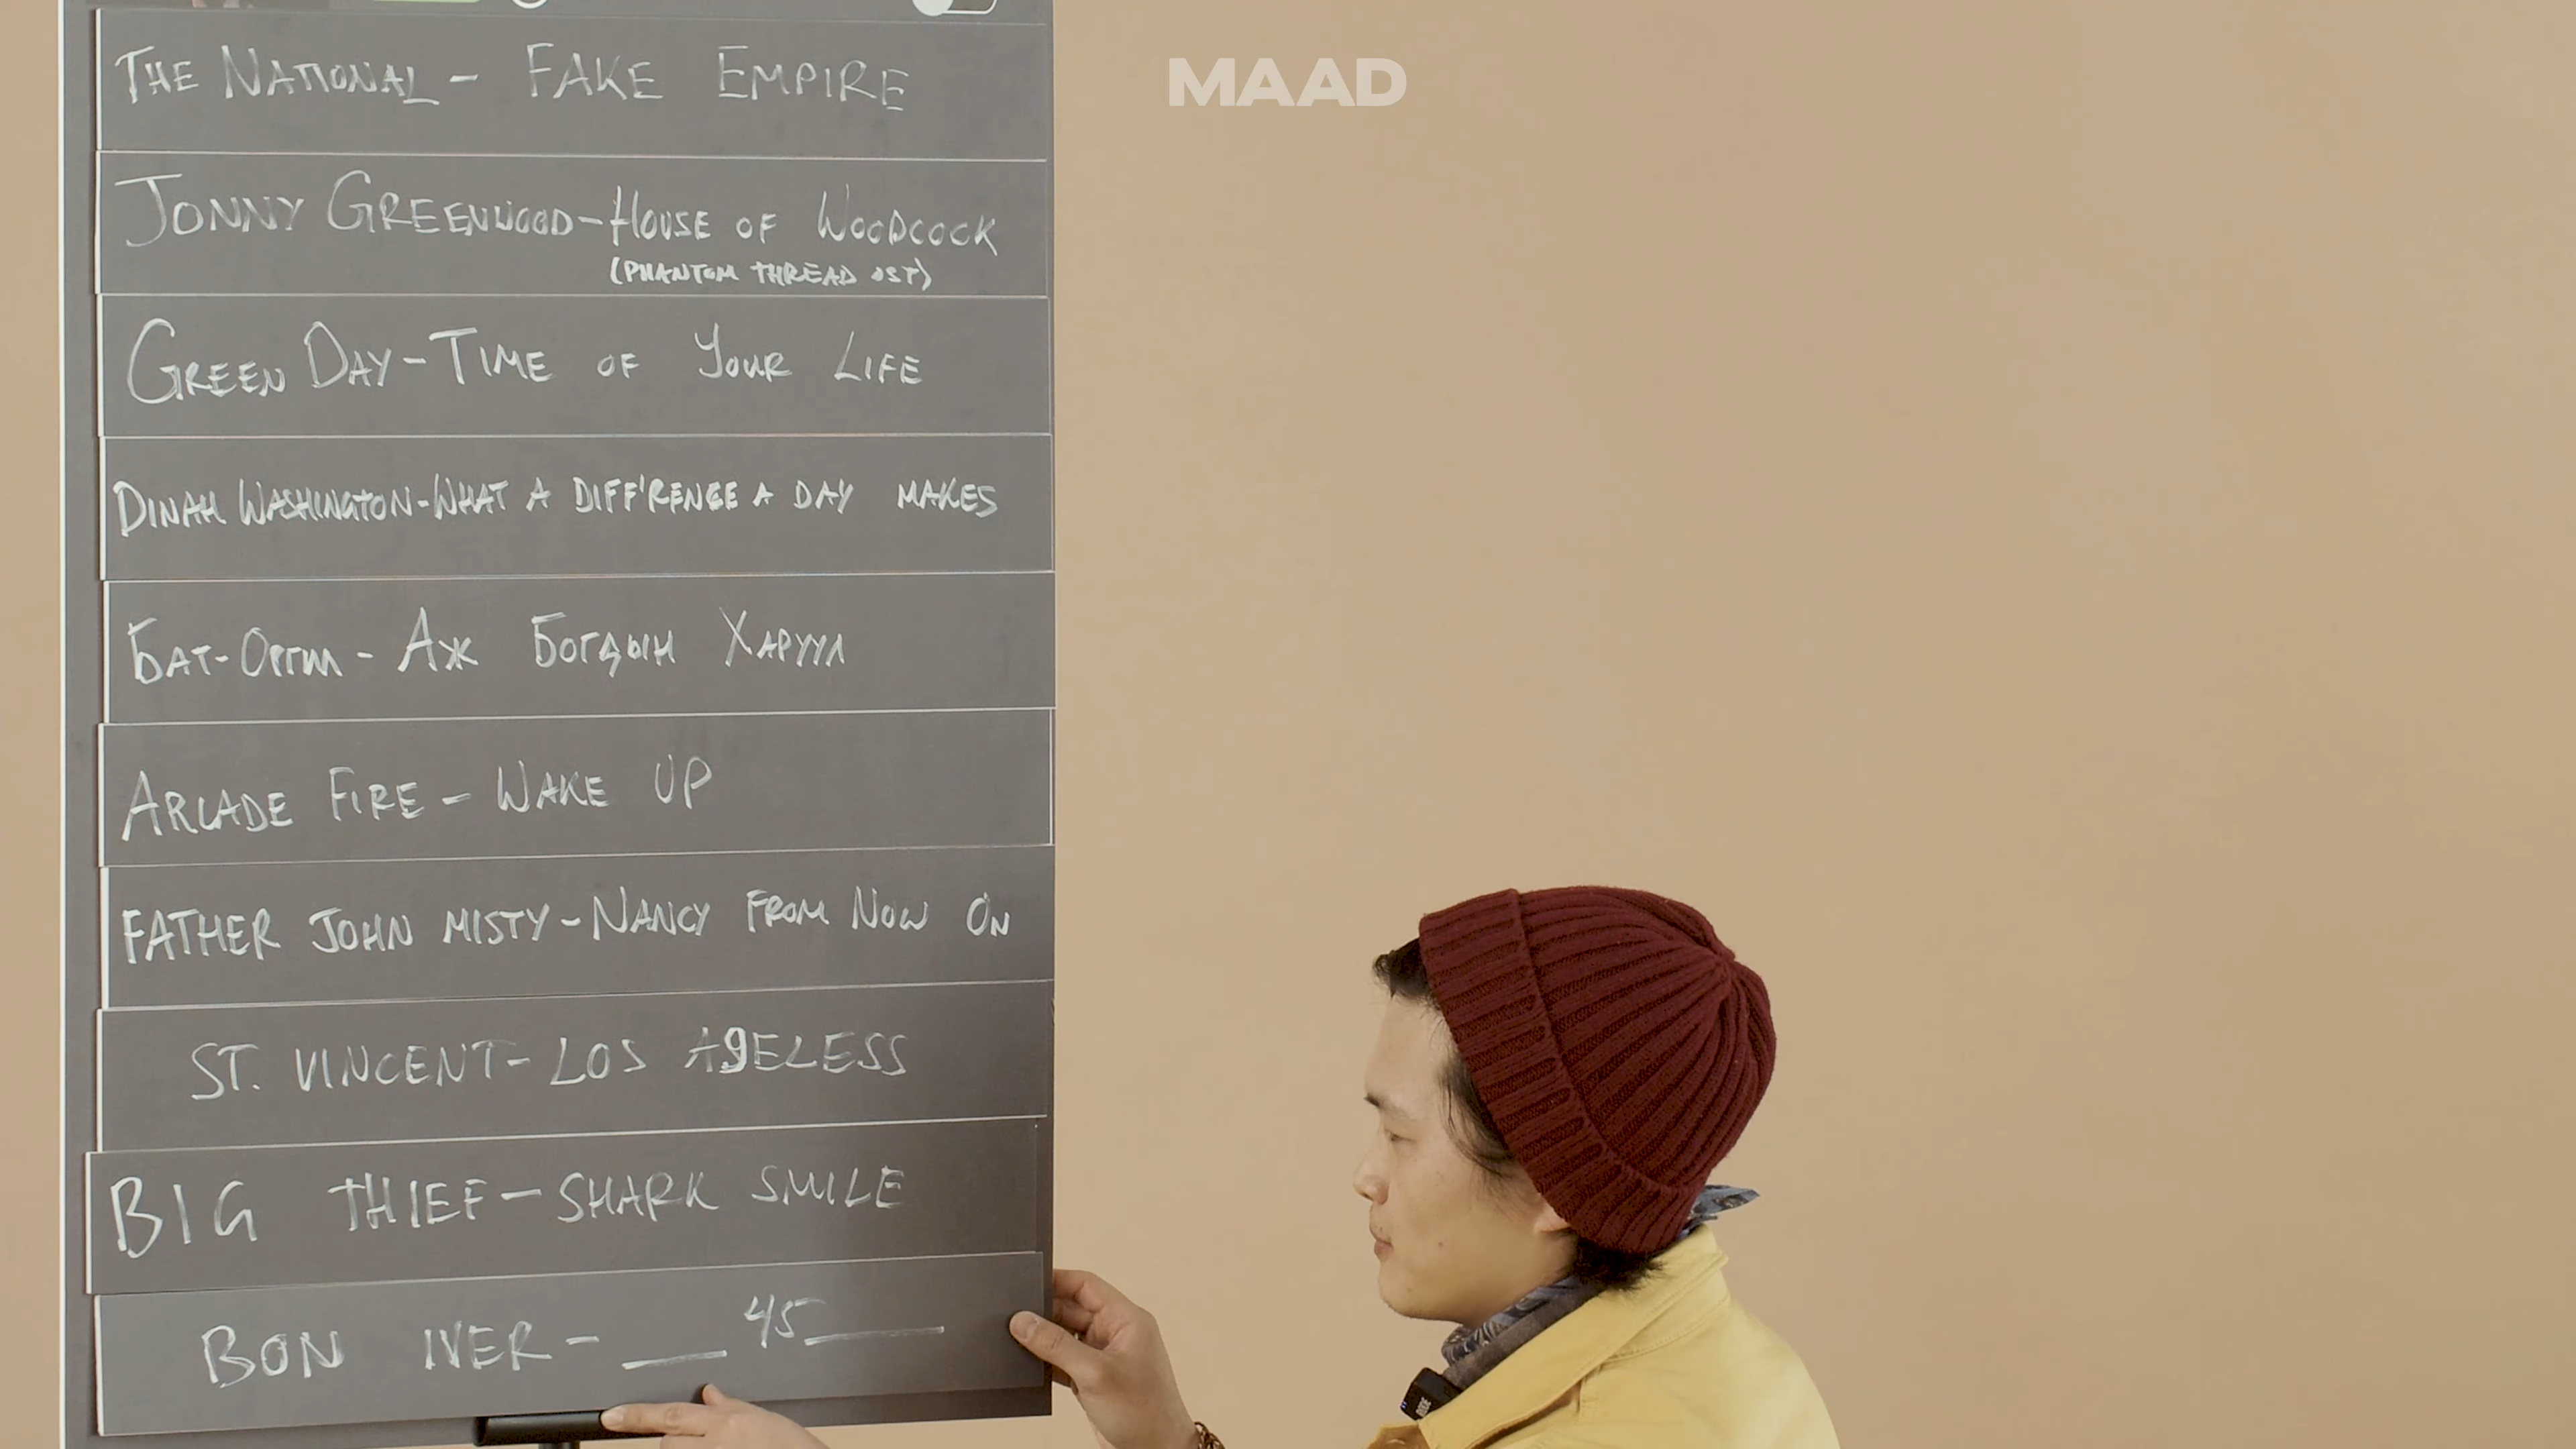 MAAD
THE NATIONAL - FAKE EMPIRE
JONNY GREENWOOD - HOUSE OF WOODCOCK
(PHANTOM THREAD OST)
GREEN DAY - TIME OF YOUR LIFE
DINAH WASHINGTON - WHAT A DIFF'RENCE A DAY MAKES
БАТ-ОРГИЛ - АЖ БОГДЫН ХАРУУЛ
ARCADE FIRE - WAKE UP
FATHER JOHN MISTY - NANCY FROM NOW ON
ST. VINCENT - LOS AGELESS
BIG THIEF - SHARK SMILE
BON IVER - __ 45 __